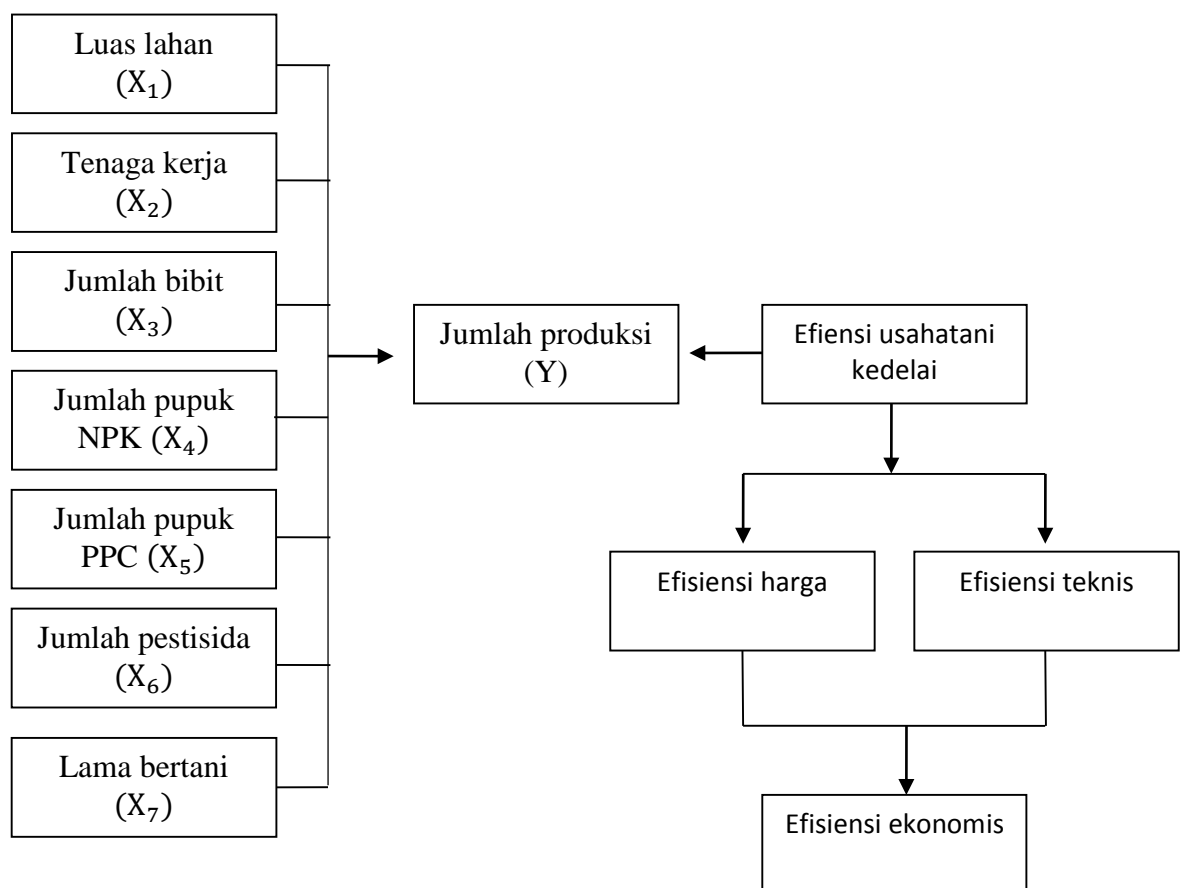 Luas lahan
(X₁)
Tenaga kerja
(X₂)
Jumlah bibit
(X₃)
Jumlah pupuk
NPK (X₄)
Jumlah pupuk
PPC (X₅)
Jumlah pestisida
(X₆)
Lama bertani
(X₇)
Jumlah produksi
(Y)
Efiensi usahatani
kedelai
Efisiensi harga
Efisiensi teknis
Efisiensi ekonomis